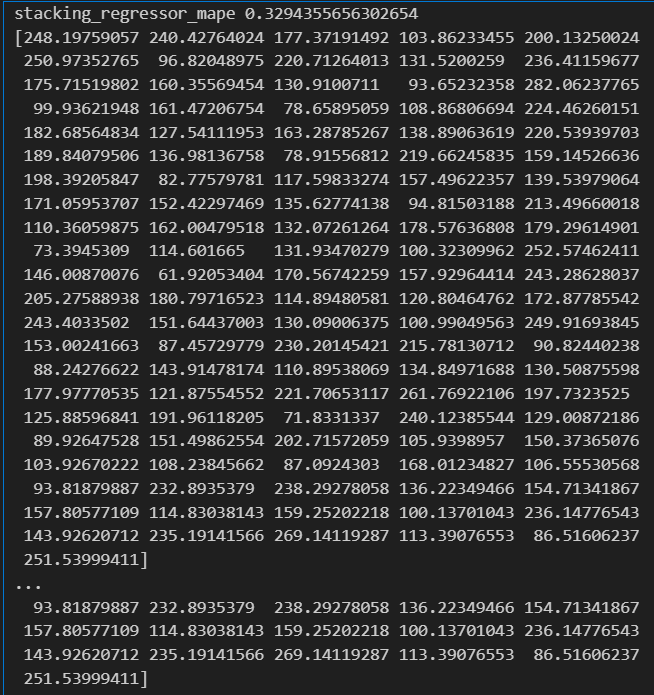 stacking_regressor_mape 0.3294355656302654
[248.19759057 240.42764024 177.37191492 103.86233455 200.13250024
250.97352765 96.82048975 220.71264013 131.5200259 236.41159677
175.71519802 160.35569454 130.9100711 93.65232358 282.06237765
99.93621948 161.47206754 78.65895059 108.86806694 224.46260151
182.68564834 127.54111953 163.28785267 138.89063619 220.53939703
189.84079506 136.98136758 78.91556812 219.66245835 159.14526636
198.39205847 82.77579781 117.59833274 157.49622357 139.53979064
171.05953707 152.42297469 135.62774138 94.81503188 213.49660018
110.36059875 162.00479518 132.07261264 178.57636808 179.29614901
73.3945309 114.601665 131.93470279 100.32309962 252.57462411
146.00870076 61.92053404 170.56742259 157.92964414 243.28628037
205.27588938 180.79716523 114.89480581 120.80464762 172.87785542
243.4033502 151.64437003 130.09006375 100.99049563 249.91693845
153.00241663 87.45729779 230.20145421 215.78130712 90.82440238
88.24276622 143.91478174 110.89538069 134.84971688 130.50875598
177.97770535 121.87554552 221.70653117 261.76922106 197.7323525
125.88596841 191.96118205 71.8331337 240.12385544 129.00872186
89.92647528 151.49862554 202.71572059 105.9398957 150.37365076
103.92670222 108.23845662 87.0924303 168.01234827 106.55530568
93.81879887 232.8935379 238.29278058 136.22349466 154.71341867
157.80577109 114.83038143 159.25202218 100.13701043 236.14776543
143.92620712 235.19141566 269.14119287 113.39076553 86.51606237
251.53999411]
...
93.81879887 232.8935379 238.29278058 136.22349466 154.71341867
157.80577109 114.83038143 159.25202218 100.13701043 236.14776543
143.92620712 235.19141566 269.14119287 113.39076553 86.51606237
251.53999411]